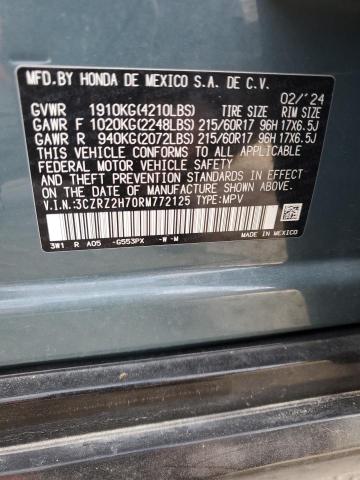 MFD.BY HONDA DE MEXICO S.A. DE C.V.
02/'24
GVWR 1910KG(4210LBS) TIRE SIZE RIM SIZE
GAWR F 1020KG(2248LBS) 215/60R17 96H 17X6.5J
GAWR R 940KG(2072LBS) 215/60R17 96H 17X6.5J
THIS VEHICLE CONFORMS TO ALL APPLICABLE
FEDERAL MOTOR VEHICLE SAFETY AND
THEFT PREVENTION STANDARDS IN EFFECT ON
THE DATE OF MANUFACTURE SHOWN ABOVE.
V.I.N.:3CZRZ2H70RM772125 TYPE:MPV
3W1 R A05 -G553PX -W -M
MADE IN MEXICO